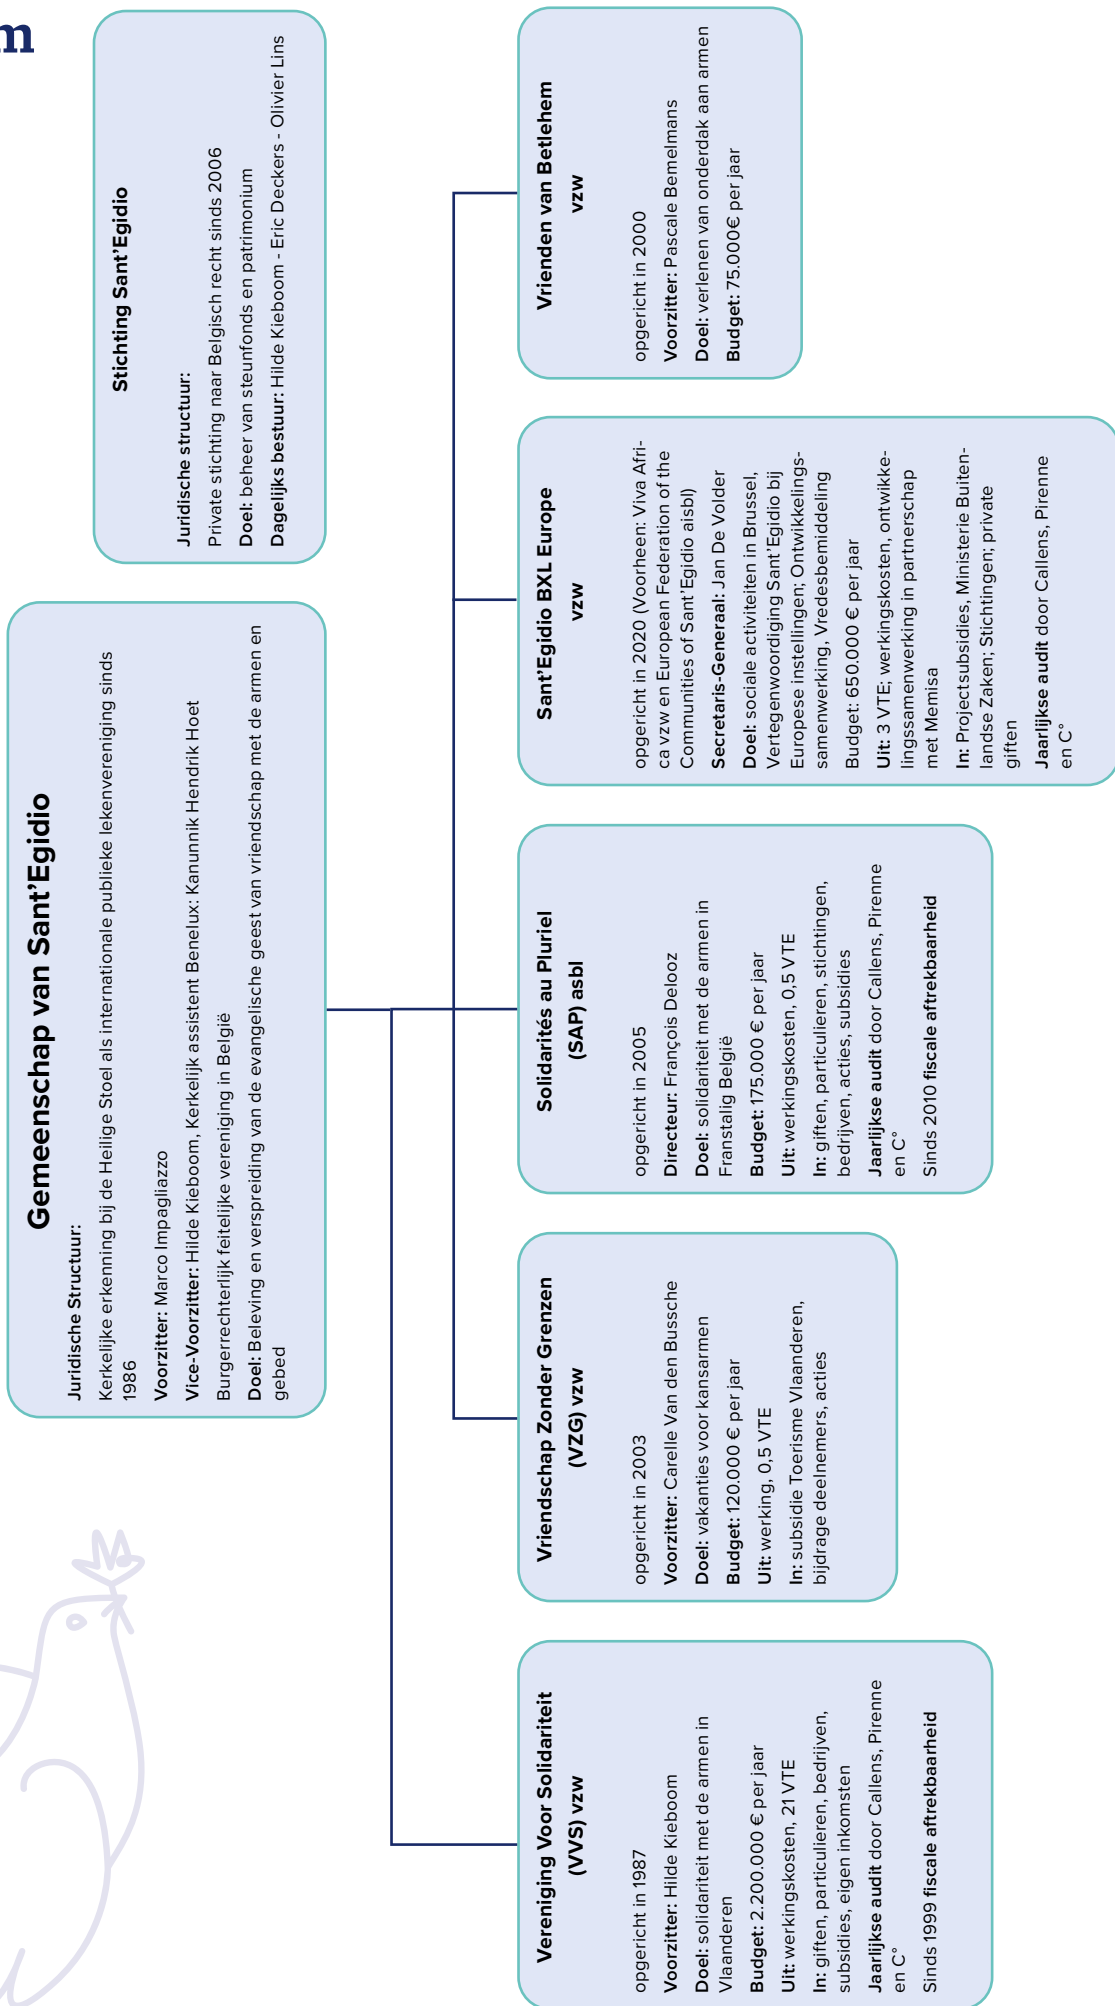 m
Gemeenschap van Sant’Egidio
Juridische Structuur:
Kerkelijke erkenning bij de Heilige Stoel als internationale publieke lekenvereniging sinds
1986
Voorzitter: Marco Impagliazzo
Vice-Voorzitter: Hilde Kieboom, Kerkelijk assistent Benelux: Kanunnik Hendrik Hoet
Burgerrechterlijk feitelijke vereniging in België
Doel: Beleving en verspreiding van de evangelische geest van vriendschap met de armen en
gebed
Stichting Sant’Egidio
Juridische structuur:
Private stichting naar Belgisch recht sinds 2006
Doel: beheer van steunfonds en patrimonium
Dagelijks bestuur: Hilde Kieboom - Eric Deckers - Olivier Lins
Vereniging Voor Solidariteit
(VVS) vzw
opgericht in 1987
Voorzitter: Hilde Kieboom
Doel: solidariteit met de armen in
Vlaanderen
Budget: 2.200.000 € per jaar
Uit: werkingskosten, 21 VTE
In: giften, particulieren, bedrijven,
subsidies, eigen inkomsten
Jaarlijkse audit door Callens, Pirenne
en C°
Sinds 1999 fiscale aftrekbaarheid
Vriendschap Zonder Grenzen
(VZG) vzw
opgericht in 2003
Voorzitter: Carelle Van den Bussche
Doel: vakanties voor kansarmen
Budget: 120.000 € per jaar
Uit: werking, 0,5 VTE
In: subsidie Toerisme Vlaanderen,
bijdrage deelnemers, acties
Solidarités au Pluriel
(SAP) asbl
opgericht in 2005
Directeur: François Delooz
Doel: solidariteit met de armen in
Franstalig België
Budget: 175.000 € per jaar
Uit: werkingskosten, 0,5 VTE
In: giften, particulieren, stichtingen,
bedrijven, acties, subsidies
Jaarlijkse audit door Callens, Pirenne
en C°
Sinds 2010 fiscale aftrekbaarheid
Sant’Egidio BXL Europe
vzw
opgericht in 2020 (Voorheen: Viva Afri-
ca vzw en European Federation of the
Communities of Sant’Egidio aisbl)
Secretaris-Generaal: Jan De Volder
Doel: sociale activiteiten in Brussel,
Vertegenwoordiging Sant’Egidio bij
Europese instellingen; Ontwikkelings-
samenwerking, Vredesbemiddeling
Budget: 650.000 € per jaar
Uit: 3 VTE; werkingskosten, ontwikke-
lingssamenwerking in partnerschap
met Memisa
In: Projectsubsidies, Ministerie Buiten-
landse Zaken; Stichtingen; private
giften
Jaarlijkse audit door Callens, Pirenne
en C°
Vrienden van Betlehem
vzw
opgericht in 2000
Voorzitter: Pascale Bemelmans
Doel: verlenen van onderdak aan armen
Budget: 75.000€ per jaar